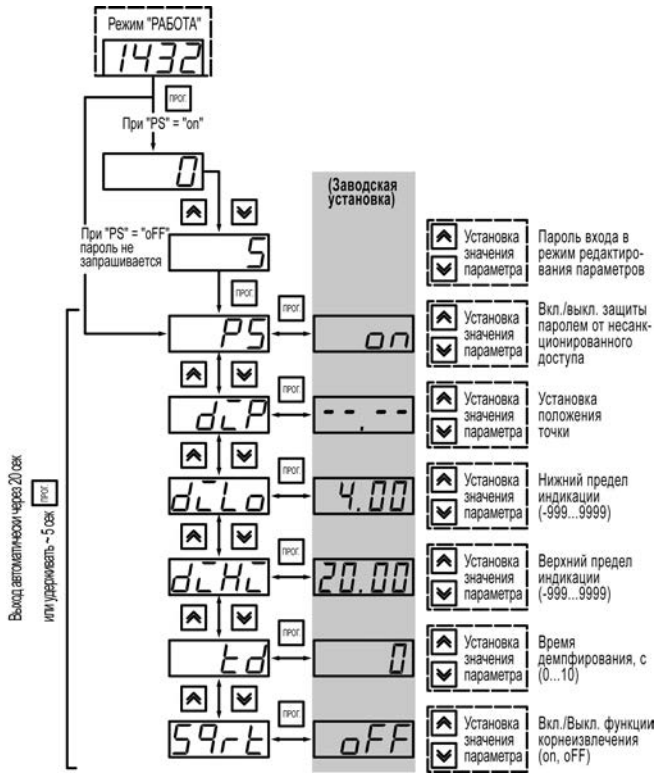 Режим "РАБОТА"
1432
ПРОГ.
При "PS" = "on"
0
(Заводская
установка)
При "PS" = "oFF"
пароль не
запрашивается
5
Установка
значения
параметра
Пароль входа в
режим редактиро-
вания параметров
ПРОГ.
PS
ПРОГ.
on
Установка
значения
параметра
Вкл./выкл. защиты
паролем от несанк-
ционированного
доступа
diP
ПРОГ.
--.--
Установка
значения
параметра
Установка
положения
точки
diLo
ПРОГ.
4.00
Установка
значения
параметра
Нижний предел
индикации
(-999...9999)
diHi
ПРОГ.
20.00
Установка
значения
параметра
Верхний предел
индикации
(-999...9999)
td
ПРОГ.
0
Установка
значения
параметра
Время
демпфирования, с
(0...10)
Sqrt
ПРОГ.
oFF
Установка
значения
параметра
Вкл./Выкл. функции
корнеизвлечения
(on, oFF)
Выход автоматически через 20 сек
или удерживать ~ 5 сек ПРОГ.